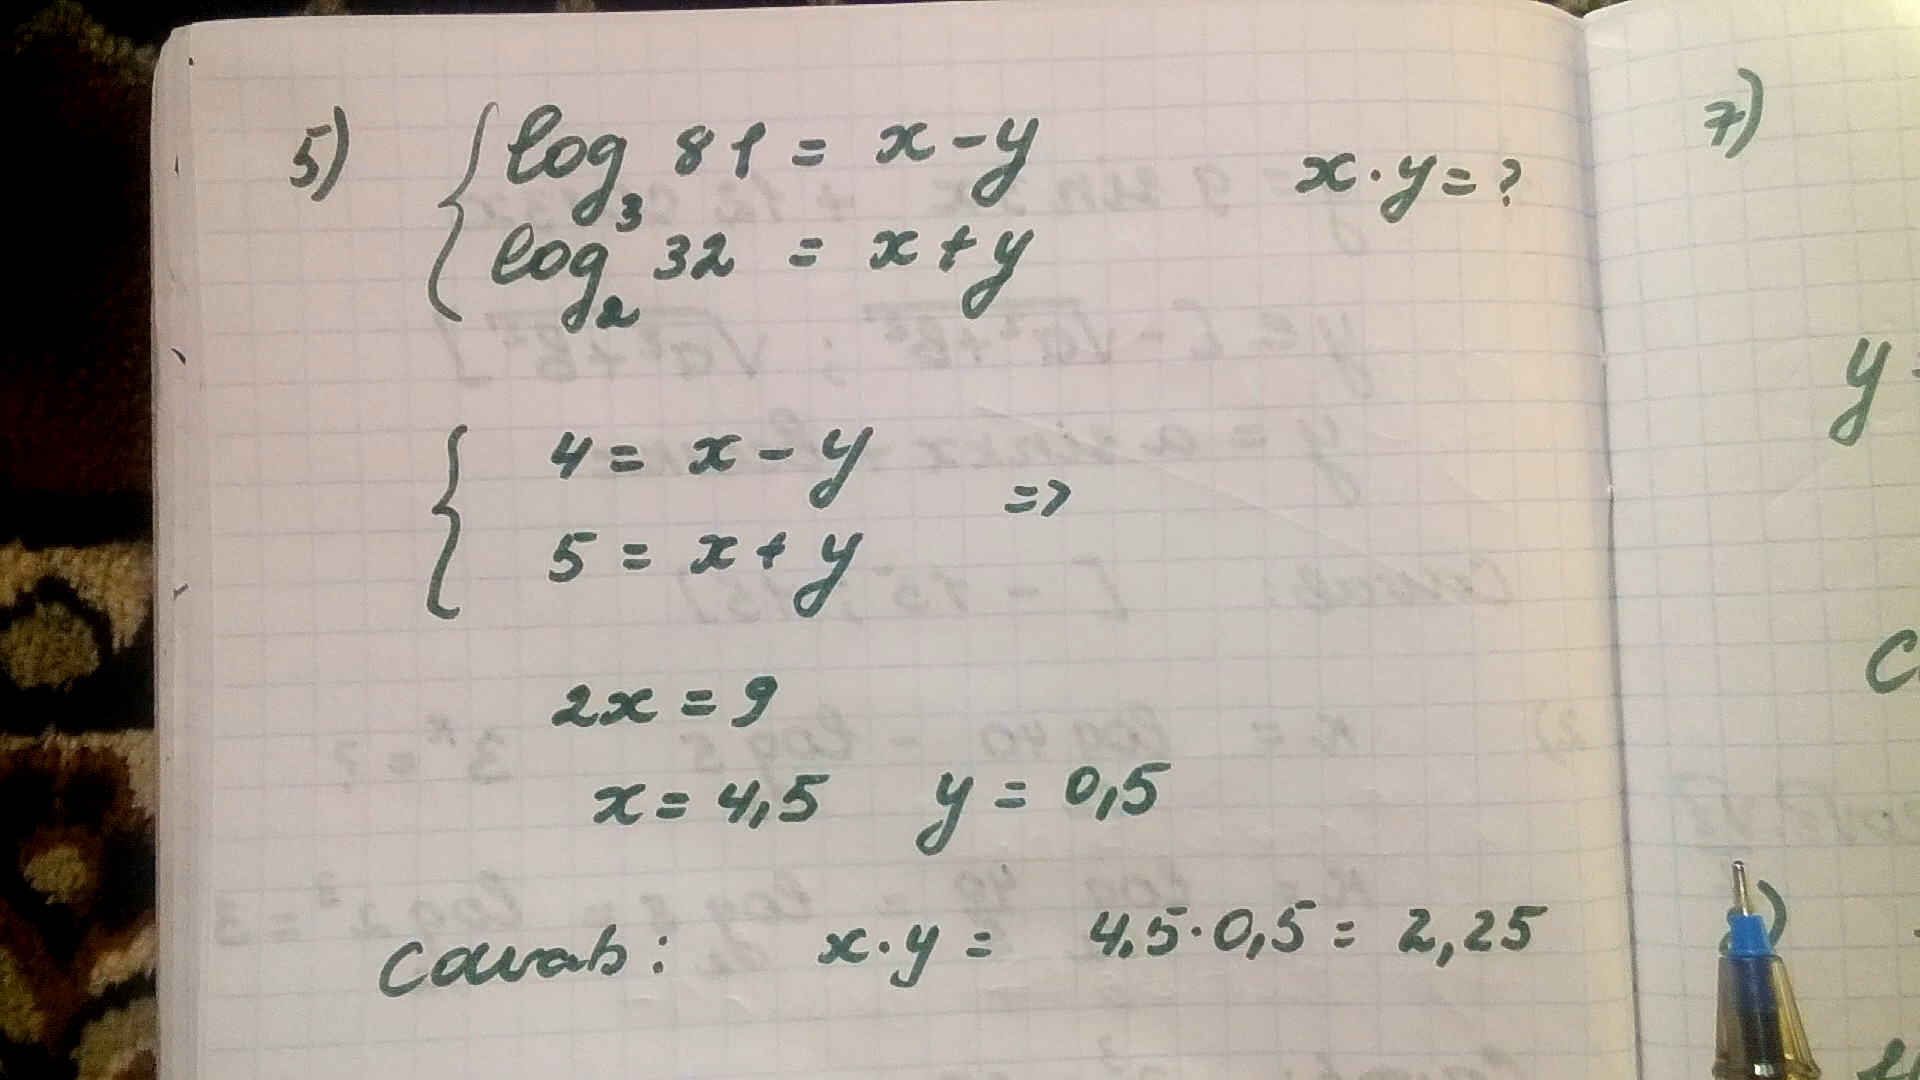 5) log₃ 81 = x - y x · y = ?
log₂ 32 = x + y
4 = x - y =>
5 = x + y
2x = 9
x = 4,5 y = 0,5
Cavab: x · y = 4,5 · 0,5 = 2,25
7)
y
C